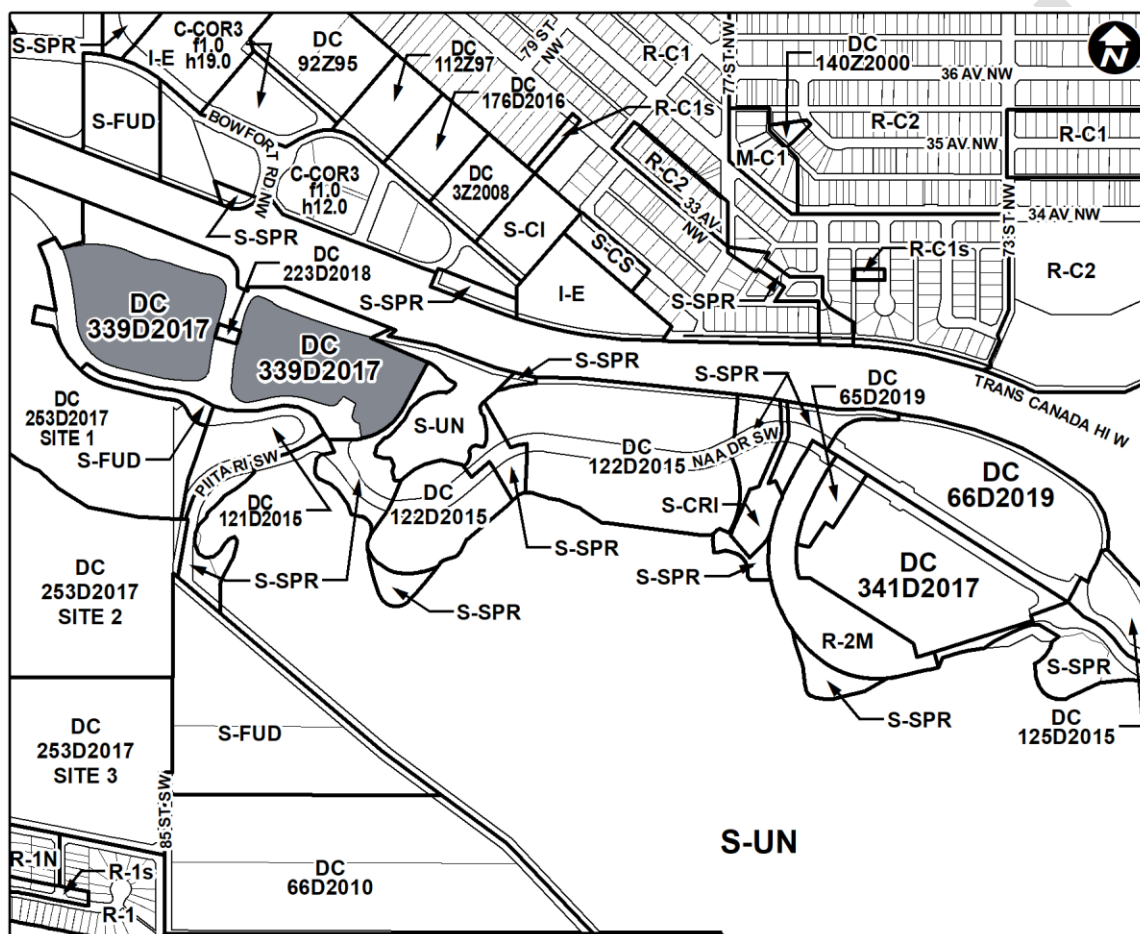 S-SPR
C-COR3
f1.0
h19.0
I-E
DC
92Z95
DC
112Z97
79 ST
NW
R-C1
77 ST NW
DC
140Z2000
36 AV NW
N
S-FUD
BOWFORT
RD NW
DC
176D2016
R-C1s
R-C2
35 AV NW
R-C1
M-C1
R-C2
33 AV
NW
C-COR3
f1.0
h12.0
DC
3Z2008
S-CI
S-CS
34 AV NW
73 ST NW
S-SPR
DC
223D2018
S-SPR
I-E
S-SPR
R-C1s
R-C2
DC
339D2017
DC
339D2017
S-SPR
S-SPR
DC
65D2019
TRANS CANADA HI W
DC
253D2017
SITE 1
S-FUD
S-UN
DC
122D2015
NAA DR SW
DC
66D2019
PIITA RI SW
DC
121D2015
DC
122D2015
S-CRI
S-SPR
S-SPR
S-SPR
S-SPR
DC
341D2017
DC
253D2017
SITE 2
R-2M
S-SPR
S-SPR
DC
125D2015
S-FUD
DC
253D2017
SITE 3
85 ST SW
S-UN
R-1N
R-1s
R-1
DC
66D2010